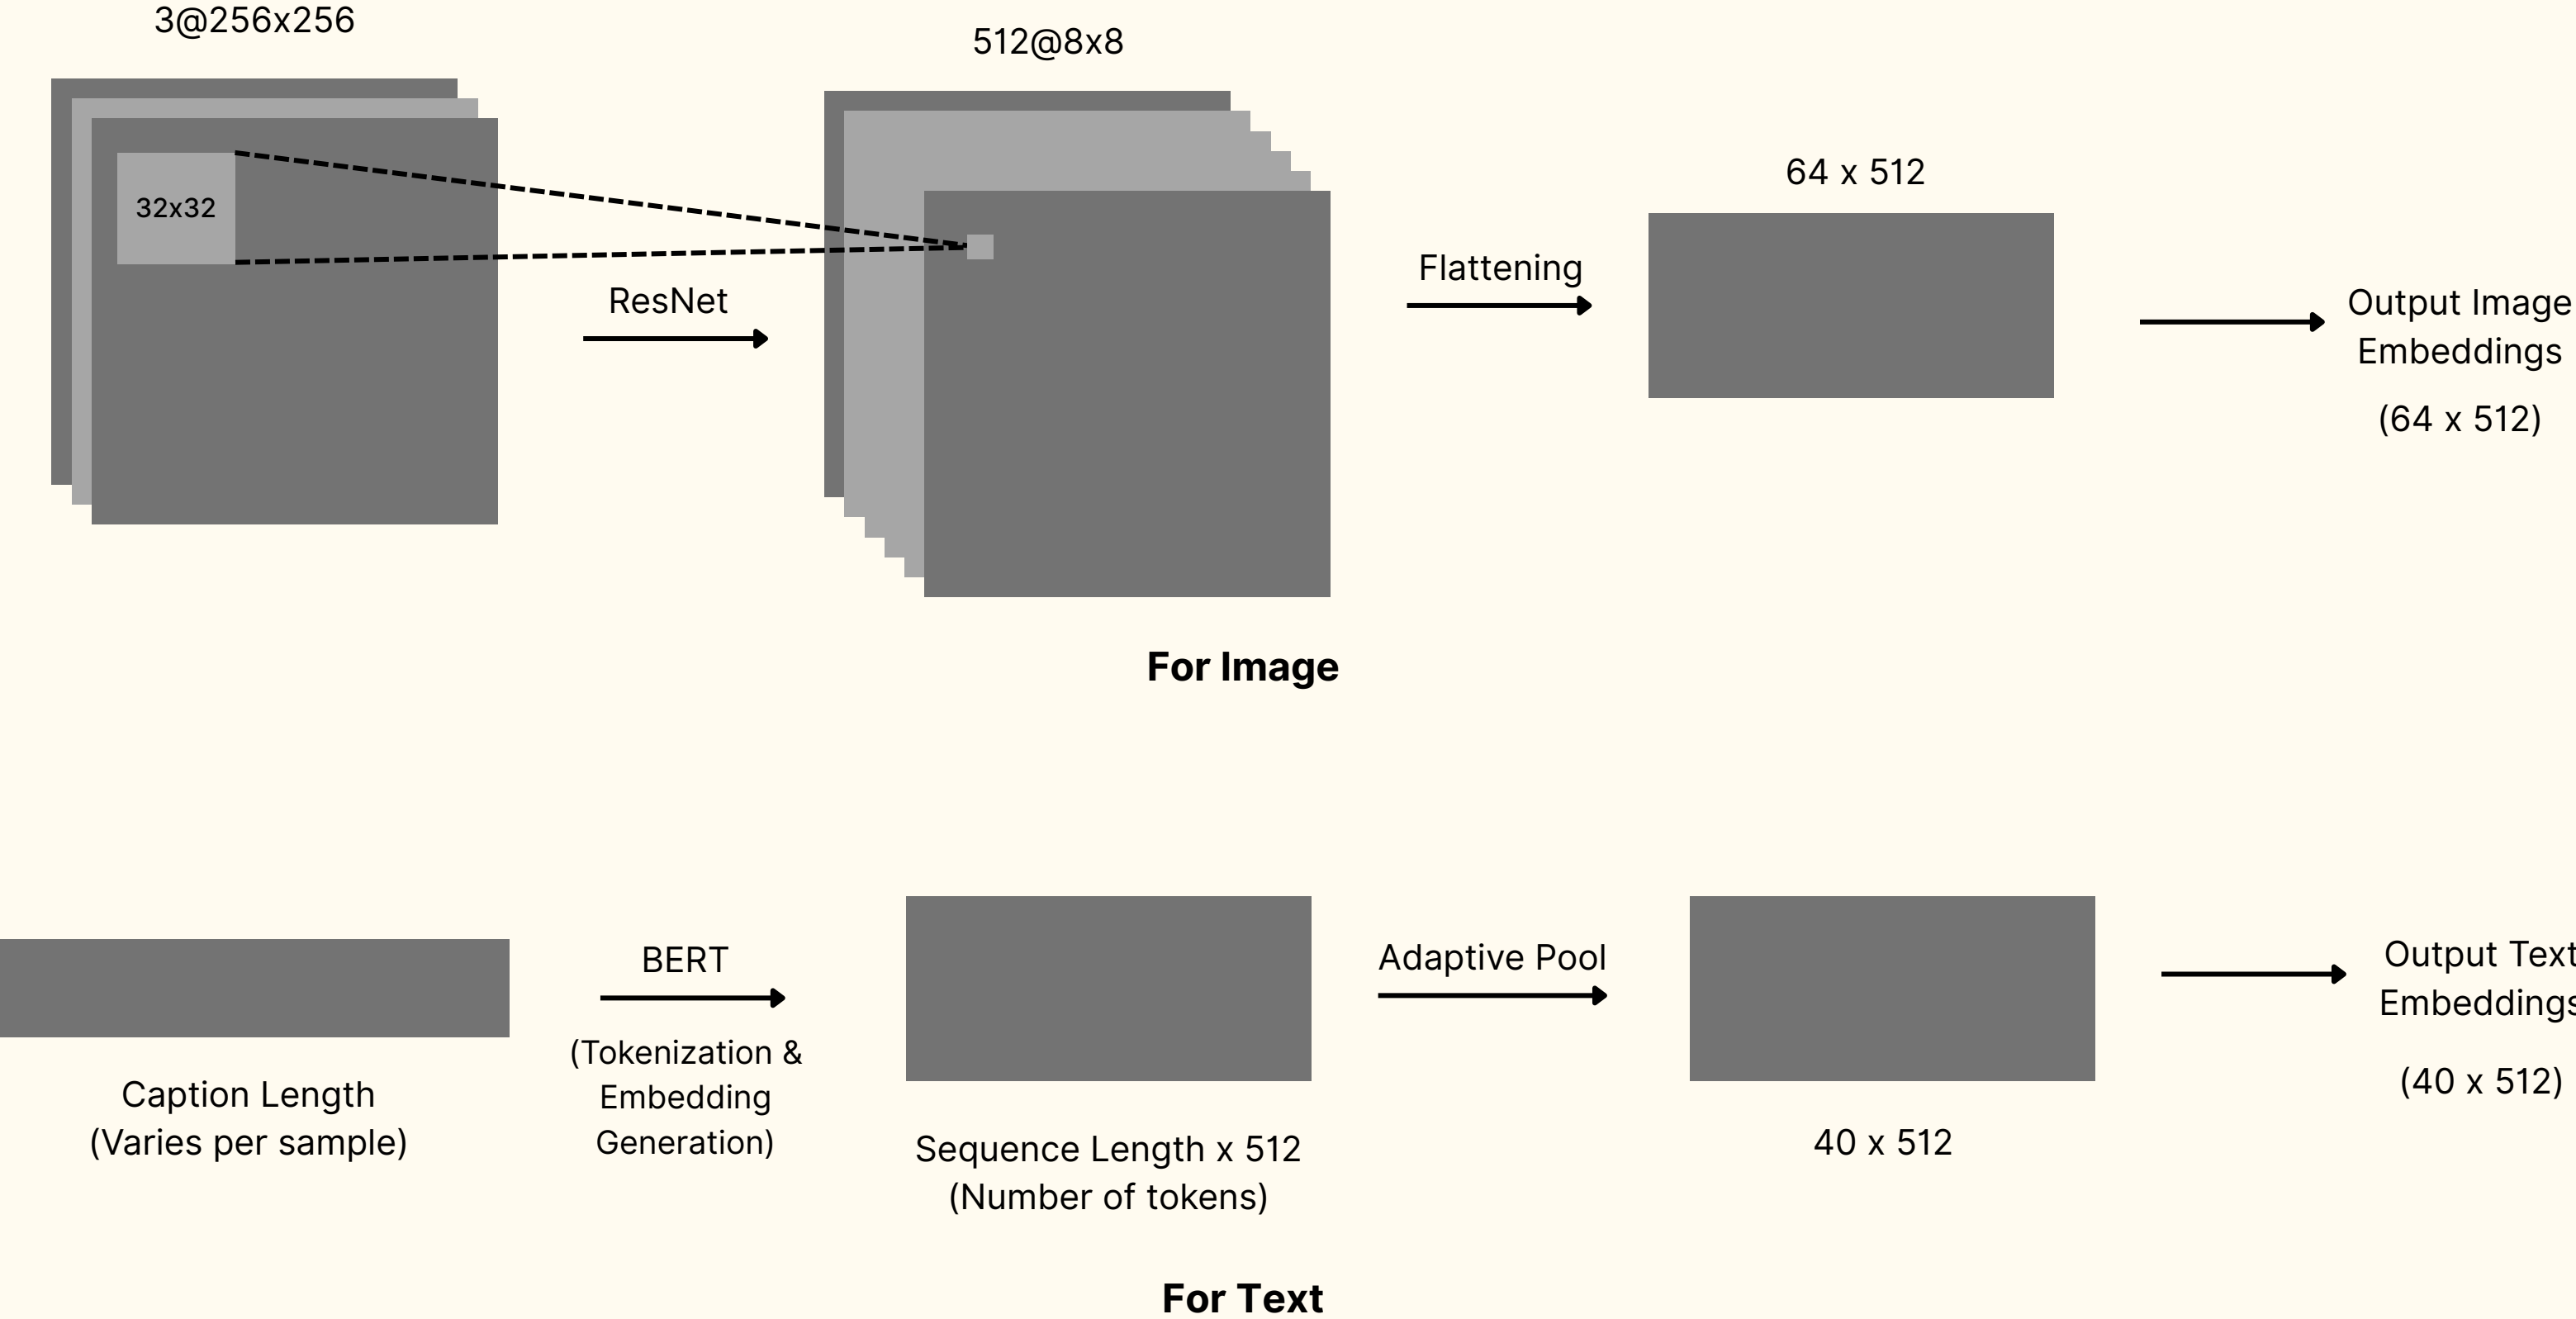 3@256x256
512@8x8
32x32
ResNet
Flattening
64 x 512
Output Image
Embeddings
(64 x 512)
For Image
Caption Length
(Varies per sample)
BERT
(Tokenization &
Embedding
Generation)
Sequence Length x 512
(Number of tokens)
Adaptive Pool
40 x 512
Output Text
Embeddings
(40 x 512)
For Text